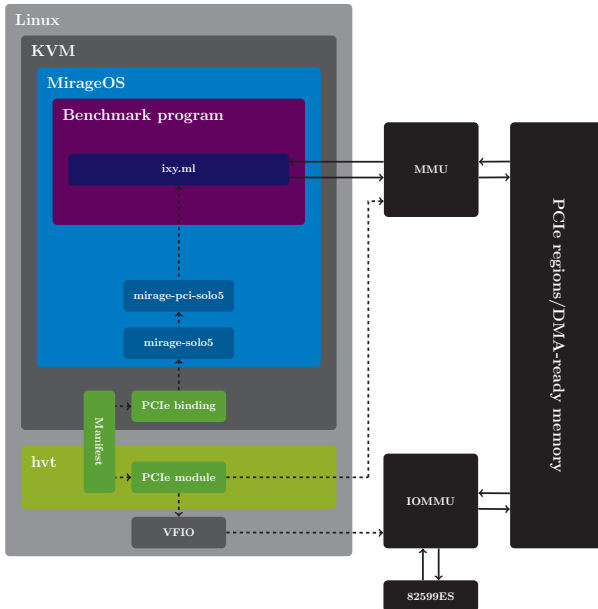 Linux
KVM
MirageOS
Benchmark program
ixy.ml
MMU
PCIe regions/DMA-ready memory
mirage-pci-solo5
mirage-solo5
PCIe binding
Manifest
hvt
PCIe module
IOMMU
VFIO
82599ES